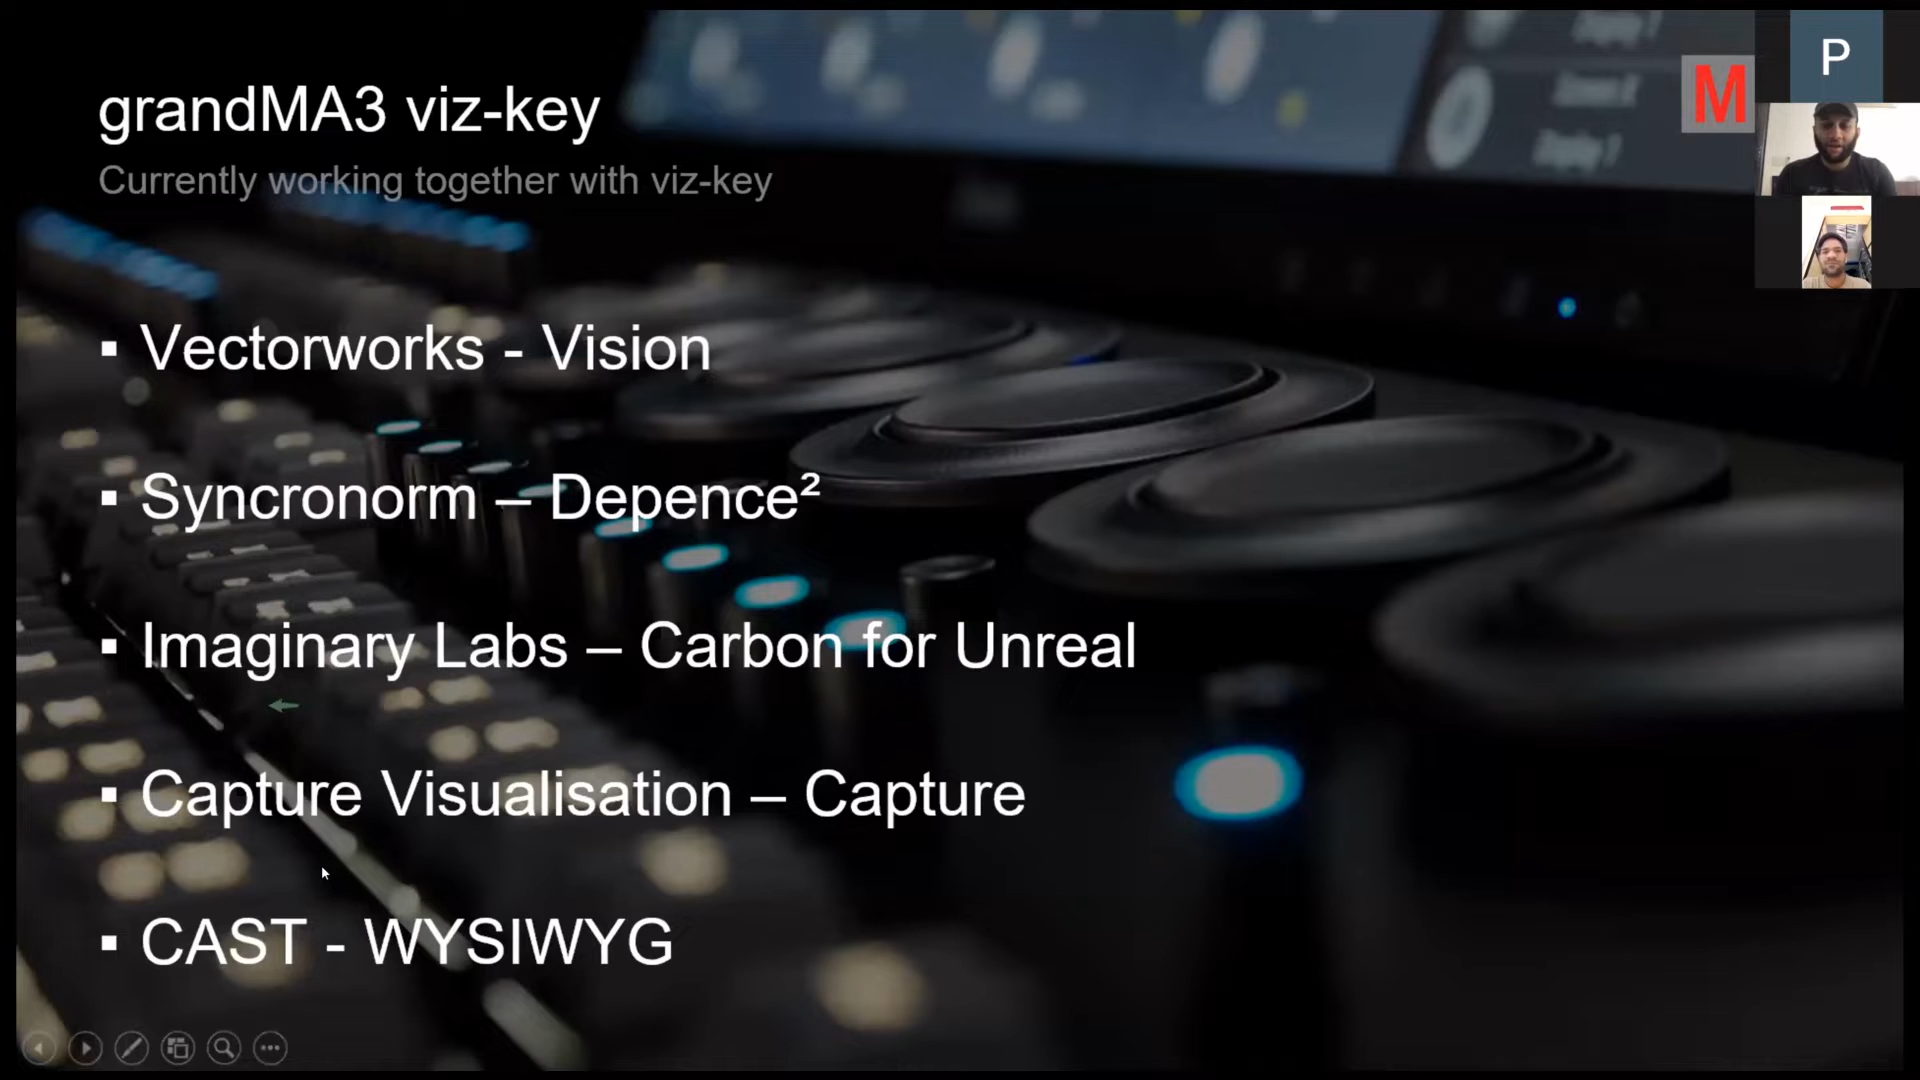 grandMA3 viz-key
Currently working together with viz-key
▪ Vectorworks - Vision
▪ Syncronorm – Depence²
▪ Imaginary Labs – Carbon for Unreal
▪ Capture Visualisation – Capture
▪ CAST - WYSIWYG
M
P